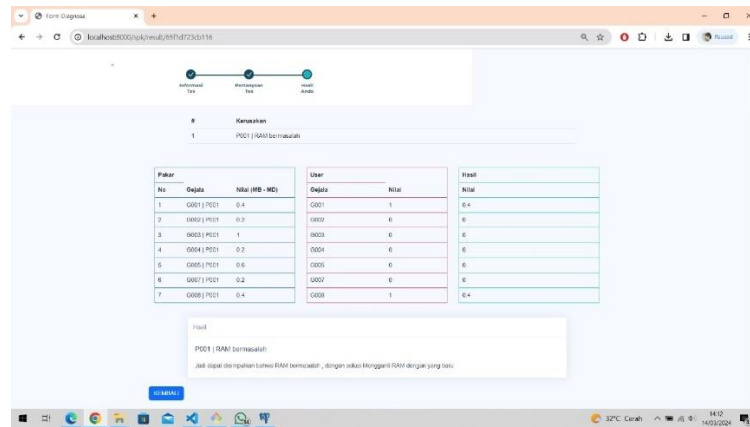 Form Diagnosa
Paused
Informasi Tes
Pertanyaan Tes
Hasil Anda
# Kerusakan
1 P001 | RAM bermasalah
Pakar User Hasil
No Gejala Nilai (MB - MD) Gejala Nilai Nilai
1 G001 | P001 0.4 G001 1 0.4
2 G002 | P001 0.2 G002 0 0
3 G003 | P001 1 G003 0 0
4 G004 | P001 0.2 G004 0 0
5 G005 | P001 0.6 G005 0 0
6 G007 | P001 0.2 G007 0 0
7 G008 | P001 0.4 G008 1 0.4
Hasil
P001 | RAM bermasalah
Jadi dapat disimpulkan bahwa RAM bermasalah , dengan solusi Mengganti RAM dengan yang baru
KEMBALI
32°C Cerah
14:12
14/03/2024